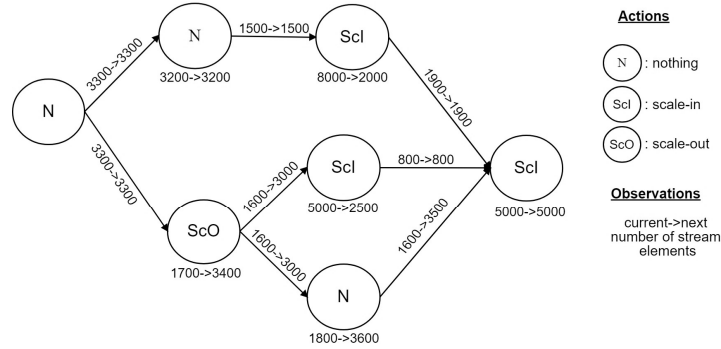 N
3300->3300
3300->3300
N
3200->3200
1500->1500
ScI
8000->2000
1900->1900
ScO
1700->3400
1600->3000
1600->3000
ScI
5000->2500
800->800
N
1800->3600
1600->3500
ScI
5000->5000
Actions
N : nothing
ScI : scale-in
ScO : scale-out
Observations
current->next
number of stream
elements